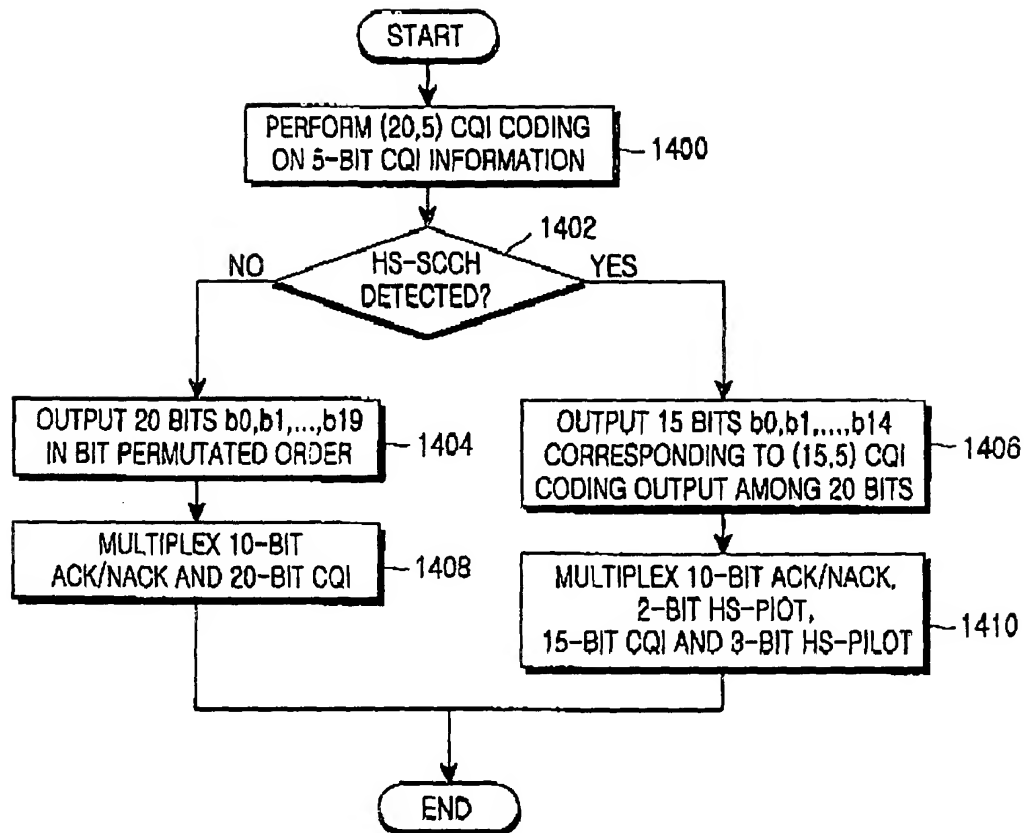 START
PERFORM (20,5) CQI CODING
ON 5-BIT CQI INFORMATION
1400
1402
HS-SCCH
DETECTED?
NO
YES
OUTPUT 20 BITS b0,b1,...,b19
IN BIT PERMUTATED ORDER
1404
OUTPUT 15 BITS b0,b1,....,b14
CORRESPONDING TO (15,5) CQI
CODING OUTPUT AMONG 20 BITS
1406
MULTIPLEX 10-BIT
ACK/NACK AND 20-BIT CQI
1408
MULTIPLEX 10-BIT ACK/NACK,
2-BIT HS-PIOT,
15-BIT CQI AND 3-BIT HS-PILOT
1410
END